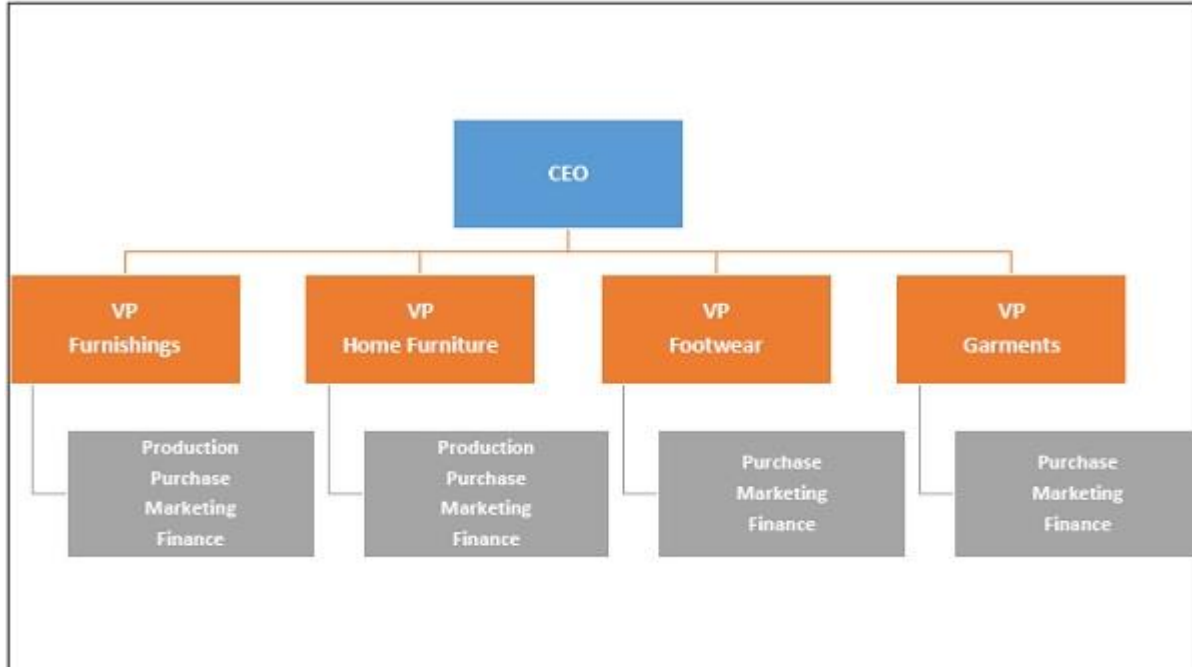 CEO
VP
Furnishings
VP
Home Furniture
VP
Footwear
VP
Garments
Production
Purchase
Marketing
Finance
Production
Purchase
Marketing
Finance
Purchase
Marketing
Finance
Purchase
Marketing
Finance